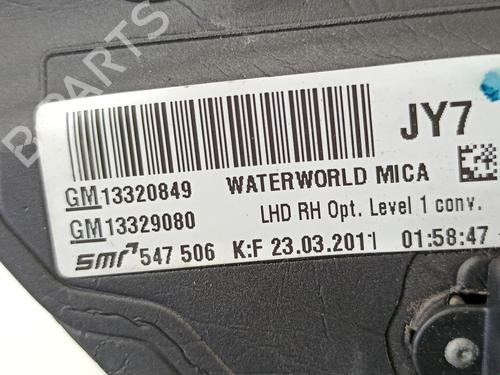 B-PARTS
JY7
GM13320849 WATERWORLD MICA
GM13329080 LHD RH Opt. Level 1 conv.
smr 547 506 K:F 23.03.2011 01:58:47